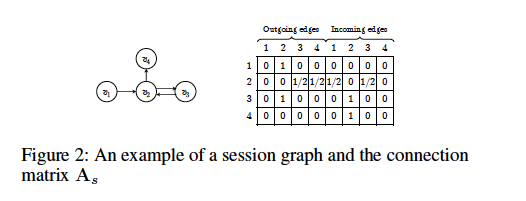 Outgoing edges Incoming edges
1 2 3 4 1 2 3 4
1 0 1 0 0 0 0 0 0
2 0 0 1/2 1/2 1/2 0 1/2 0
3 0 1 0 0 0 1 0 0
4 0 0 0 0 0 1 0 0
v4
v1 v2 v3
Figure 2: An example of a session graph and the connection
matrix As